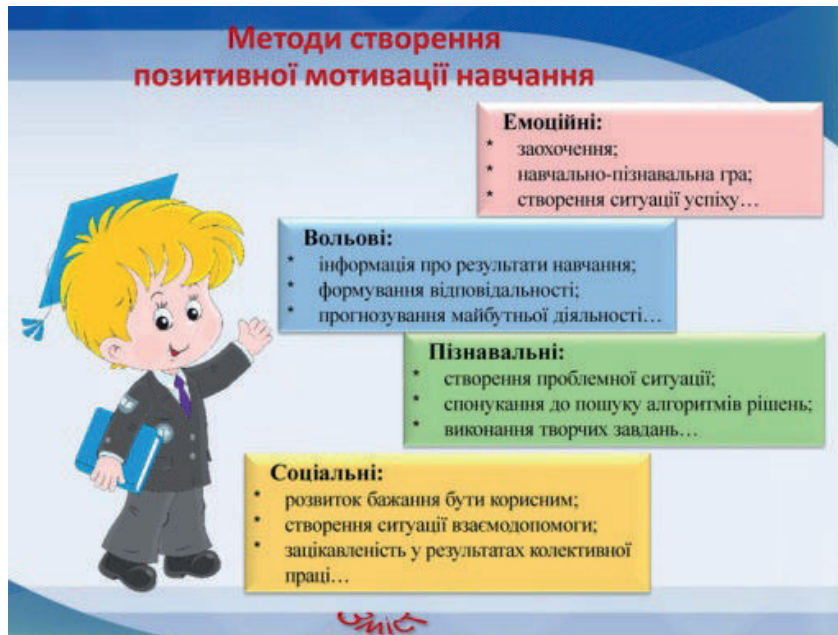 Методи створення
позитивної мотивації навчання
Емоційні:
* заохочення;
* навчально-пізнавальна гра;
* створення ситуації успіху…
Вольові:
* інформація про результати навчання;
* формування відповідальності;
* прогнозування майбутньої діяльності…
Пізнавальні:
* створення проблемної ситуації;
* спонукання до пошуку алгоритмів рішень;
* виконання творчих завдань…
Соціальні:
* розвиток бажання бути корисним;
* створення ситуації взаємодопомоги;
* зацікавленість у результатах колективної
праці…